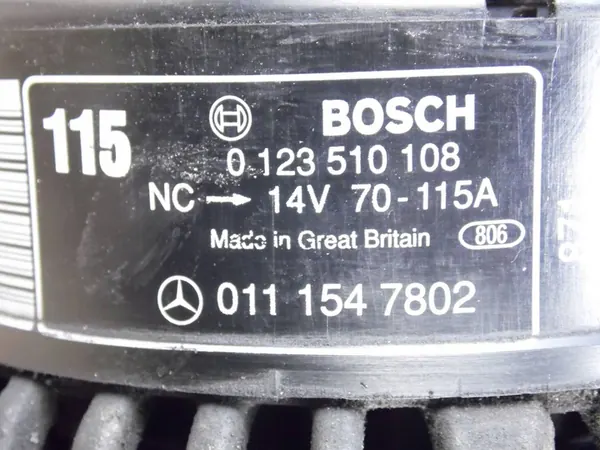 115
BOSCH
0 123 510 108
NC → 14V 70-115A
Made in Great Britain 806
011 154 7802